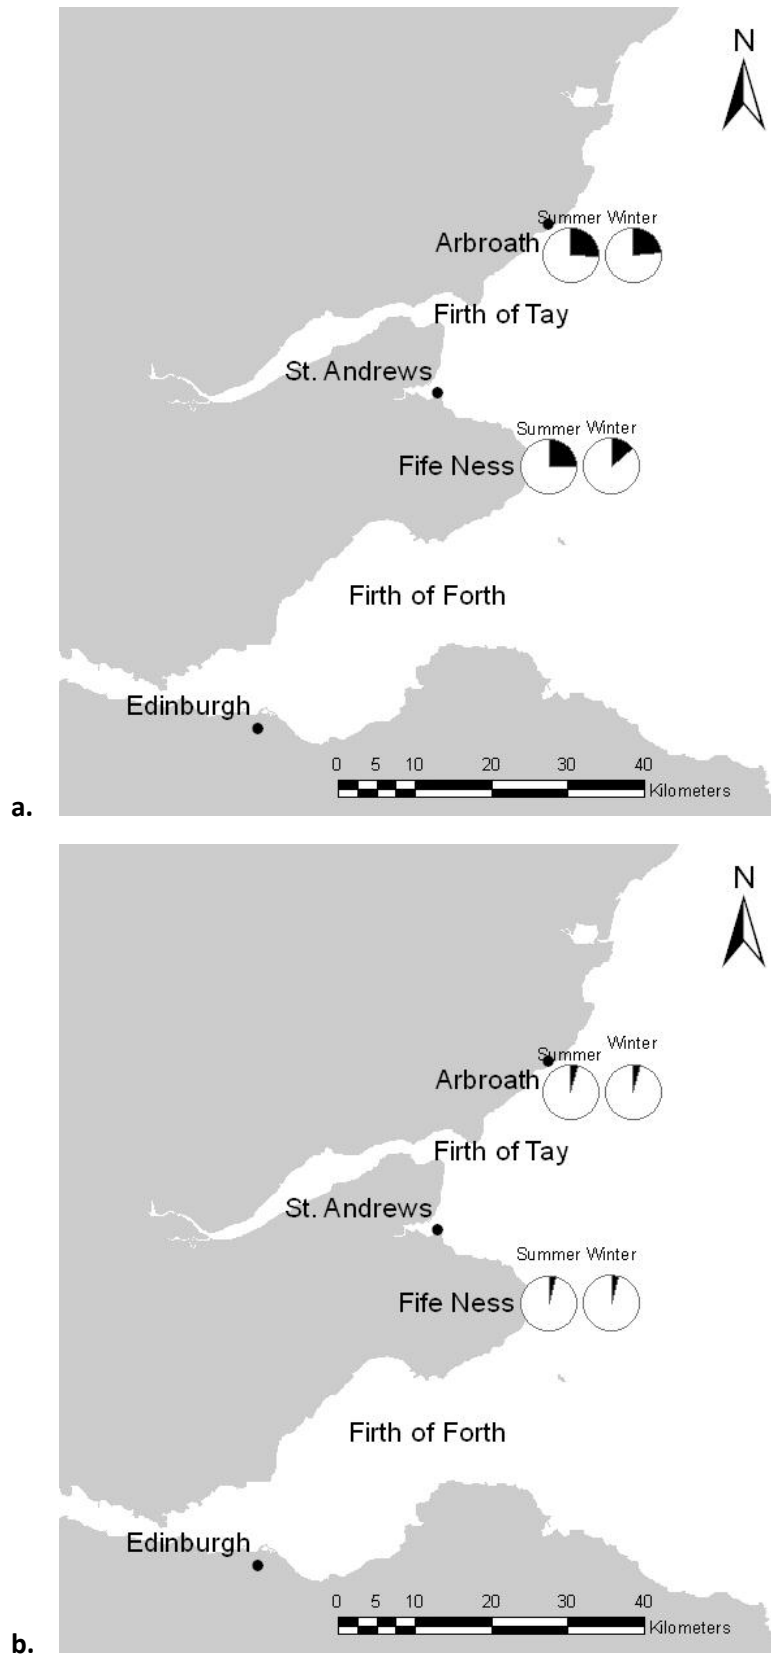 N
Summer Winter
Arbroath
Firth of Tay
St. Andrews
Summer Winter
Fife Ness
Firth of Forth
Edinburgh
0 5 10 20 30 40
Kilometers
a.
N
Winter
Summer
Arbroath
Firth of Tay
St. Andrews
Summer Winter
Fife Ness
Firth of Forth
Edinburgh
0 5 10 20 30 40
Kilometers
b.